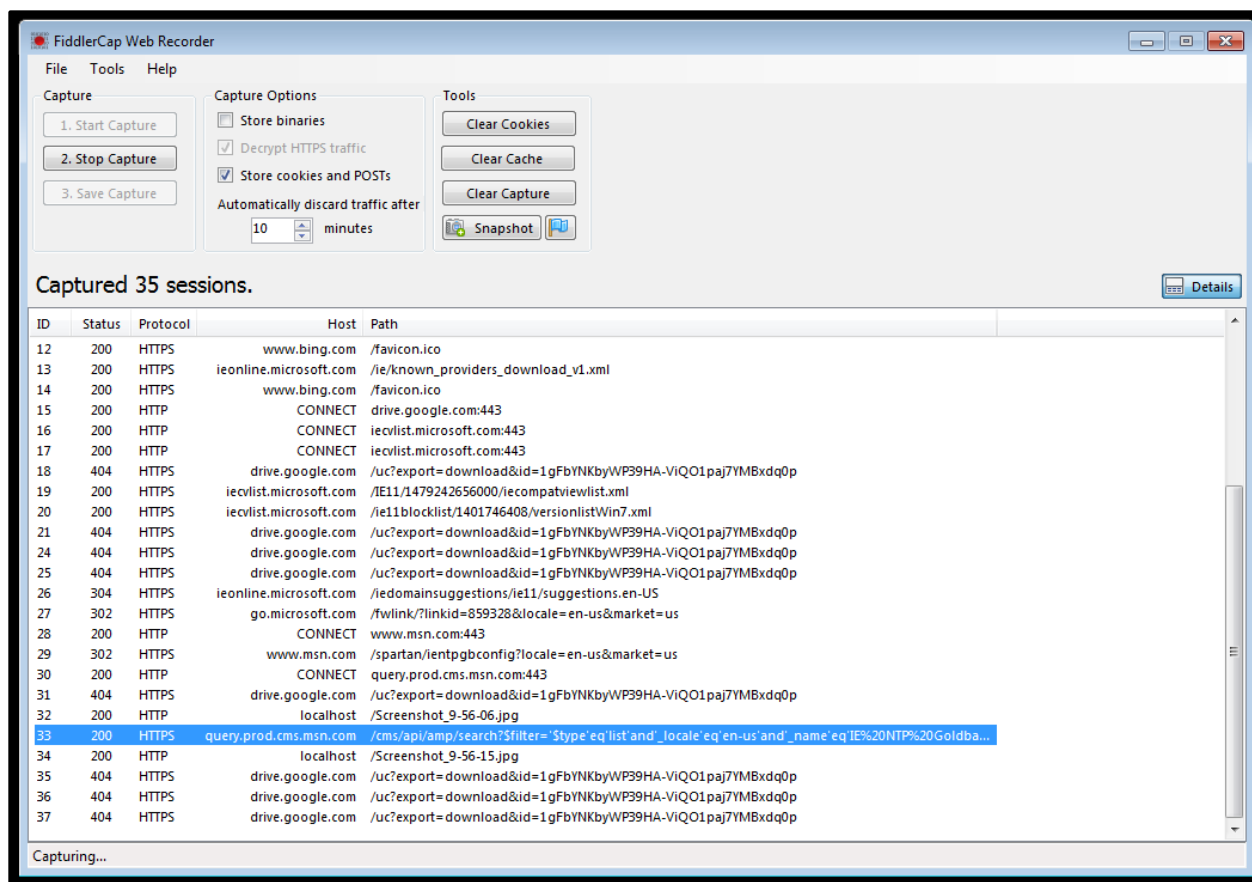 FiddlerCap Web Recorder
File Tools Help
Capture
1. Start Capture
2. Stop Capture
3. Save Capture
Capture Options
Store binaries
Decrypt HTTPS traffic
Store cookies and POSTs
Automatically discard traffic after
10 minutes
Tools
Clear Cookies
Clear Cache
Clear Capture
Snapshot
Captured 35 sessions.
Details
ID Status Protocol Host Path
12 200 HTTPS www.bing.com /favicon.ico
13 200 HTTPS ieonline.microsoft.com /ie/known_providers_download_v1.xml
14 200 HTTPS www.bing.com /favicon.ico
15 200 HTTP CONNECT drive.google.com:443
16 200 HTTP CONNECT iecvlist.microsoft.com:443
17 200 HTTP CONNECT iecvlist.microsoft.com:443
18 404 HTTPS drive.google.com /uc?export=download&id=1gFbYNKbyWP39HA-ViQO1paj7YMBxdq0p
19 200 HTTPS iecvlist.microsoft.com /IE11/1479242656000/iecompatviewlist.xml
20 200 HTTPS iecvlist.microsoft.com /ie11blocklist/1401746408/versionlistWin7.xml
21 404 HTTPS drive.google.com /uc?export=download&id=1gFbYNKbyWP39HA-ViQO1paj7YMBxdq0p
24 404 HTTPS drive.google.com /uc?export=download&id=1gFbYNKbyWP39HA-ViQO1paj7YMBxdq0p
25 404 HTTPS drive.google.com /uc?export=download&id=1gFbYNKbyWP39HA-ViQO1paj7YMBxdq0p
26 304 HTTPS ieonline.microsoft.com /iedomainsuggestions/ie11/suggestions.en-US
27 302 HTTPS go.microsoft.com /fwlink/?linkid=859328&locale=en-us&market=us
28 200 HTTP CONNECT www.msn.com:443
29 302 HTTPS www.msn.com /spartan/ientpgbconfig?locale=en-us&market=us
30 200 HTTP CONNECT query.prod.cms.msn.com:443
31 404 HTTPS drive.google.com /uc?export=download&id=1gFbYNKbyWP39HA-ViQO1paj7YMBxdq0p
32 200 HTTP localhost /Screenshot_9-56-06.jpg
33 200 HTTPS query.prod.cms.msn.com /cms/api/amp/search?$filter='$type'eq'list'and'_locale'eq'en-us'and'_name'eq'IE%20NTP%20Goldba...
34 200 HTTP localhost /Screenshot_9-56-15.jpg
35 404 HTTPS drive.google.com /uc?export=download&id=1gFbYNKbyWP39HA-ViQO1paj7YMBxdq0p
36 404 HTTPS drive.google.com /uc?export=download&id=1gFbYNKbyWP39HA-ViQO1paj7YMBxdq0p
37 404 HTTPS drive.google.com /uc?export=download&id=1gFbYNKbyWP39HA-ViQO1paj7YMBxdq0p
Capturing...